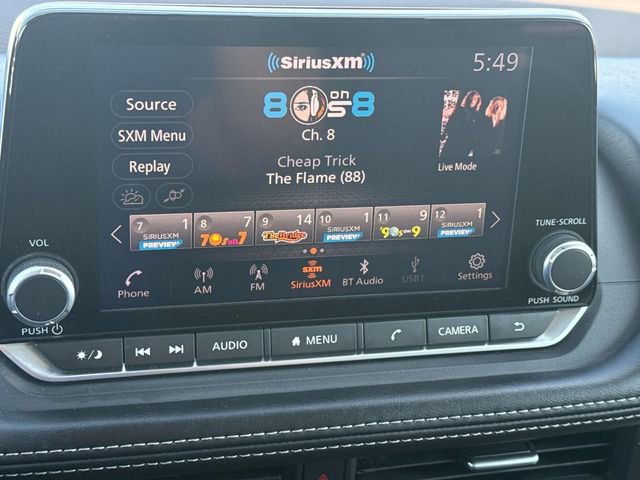 SiriusXM
5:49
Source
80s on 8
SXM Menu
Ch. 8
Replay
Cheap Trick
The Flame (88)
Live Mode
7 1 8 7 9 14 10 1 11 9 12 1
SIRIUSXM PREVIEW 70s on 7 The Bridge SIRIUSXM PREVIEW '90s on 9 SIRIUSXM PREVIEW
Phone AM FM sxm SiriusXM BT Audio USB1 Settings
VOL
TUNE·SCROLL
PUSH
PUSH SOUND
AUDIO MENU CAMERA